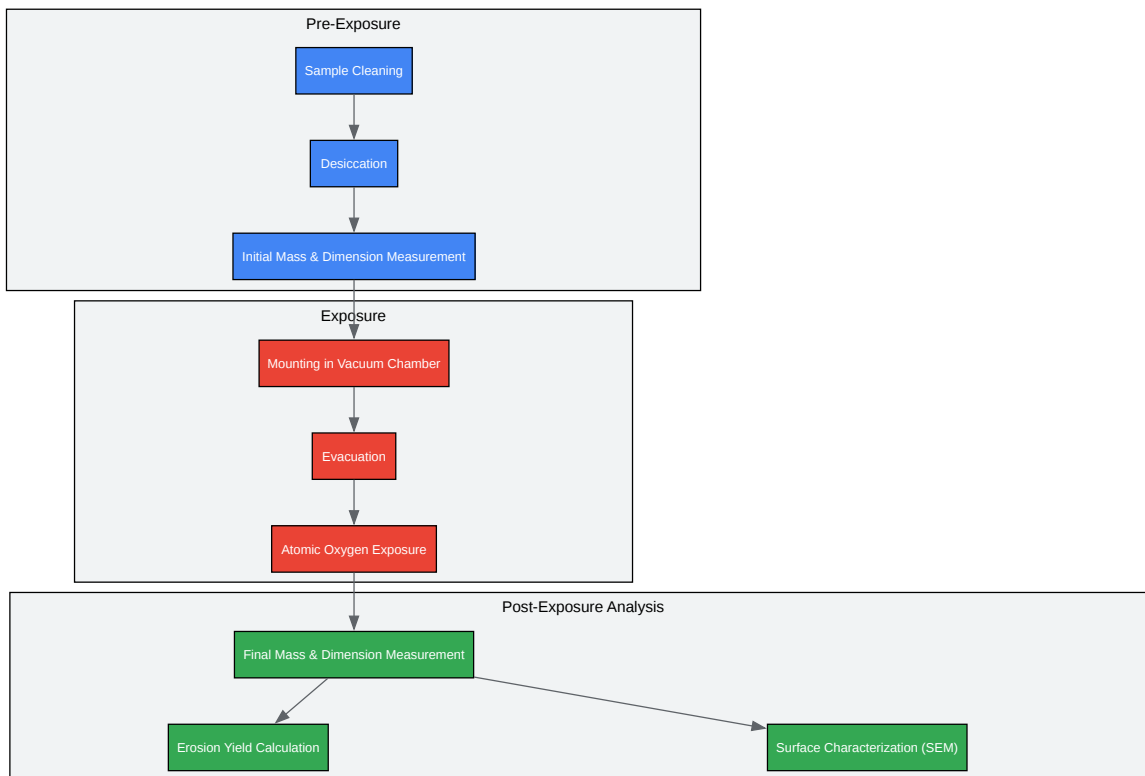 Pre-Exposure
Sample Cleaning
Desiccation
Initial Mass & Dimension Measurement
Exposure
Mounting in Vacuum Chamber
Evacuation
Atomic Oxygen Exposure
Post-Exposure Analysis
Final Mass & Dimension Measurement
Erosion Yield Calculation
Surface Characterization (SEM)